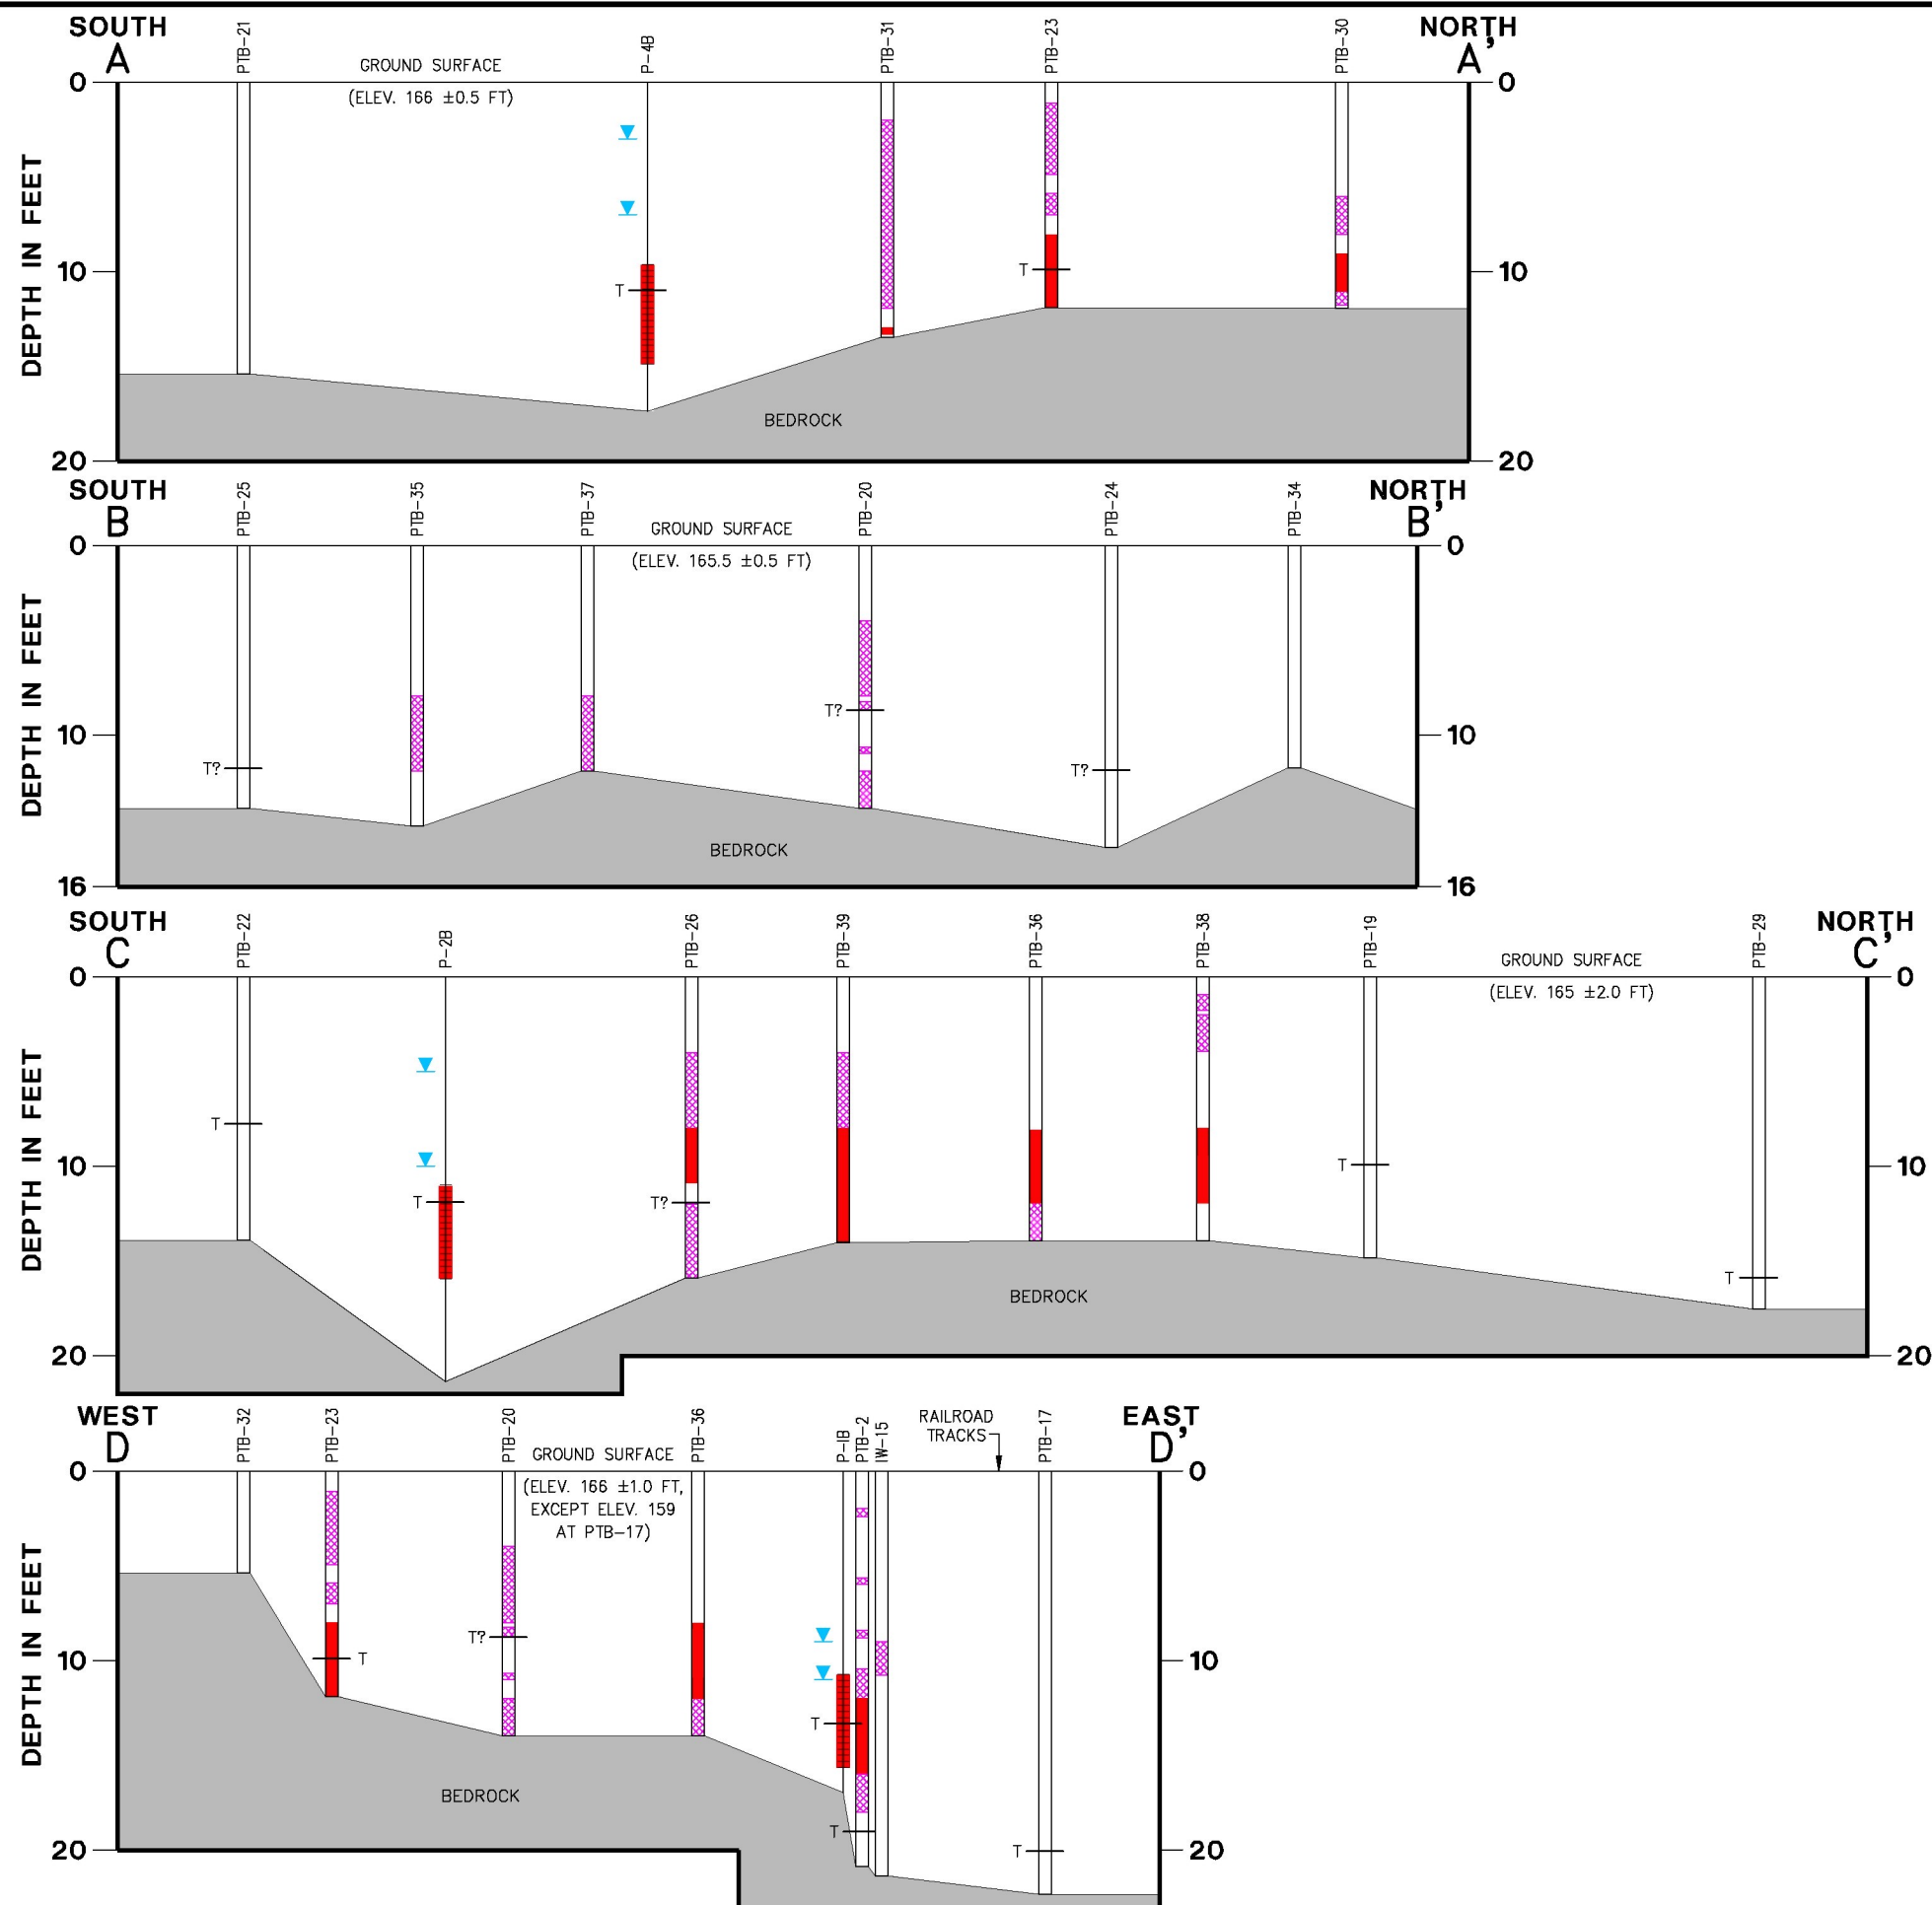 SOUTH
A
NORTH
A'
PTB-21
P-4B
PTB-31
PTB-23
PTB-30
GROUND SURFACE
(ELEV. 166 ±0.5 FT)
DEPTH IN FEET
0
10
20
0
10
20
T
T
BEDROCK
SOUTH
B
NORTH
B'
PTB-25
PTB-35
PTB-37
PTB-20
PTB-24
PTB-34
GROUND SURFACE
(ELEV. 165.5 ±0.5 FT)
DEPTH IN FEET
0
10
16
0
10
16
T?
T?
T?
BEDROCK
SOUTH
C
NORTH
C'
PTB-22
P-2B
PTB-26
PTB-39
PTB-36
PTB-38
PTB-19
PTB-29
GROUND SURFACE
(ELEV. 165 ±2.0 FT)
DEPTH IN FEET
0
10
20
0
10
20
T
T
T?
T
T
BEDROCK
WEST
D
EAST
D'
PTB-32
PTB-23
PTB-20
PTB-36
P-1B
PTB-2
IW-15
PTB-17
RAILROAD
TRACKS
GROUND SURFACE
(ELEV. 166 ±1.0 FT,
EXCEPT ELEV. 159
AT PTB-17)
DEPTH IN FEET
0
10
20
0
10
20
T
T?
T
T
T
BEDROCK